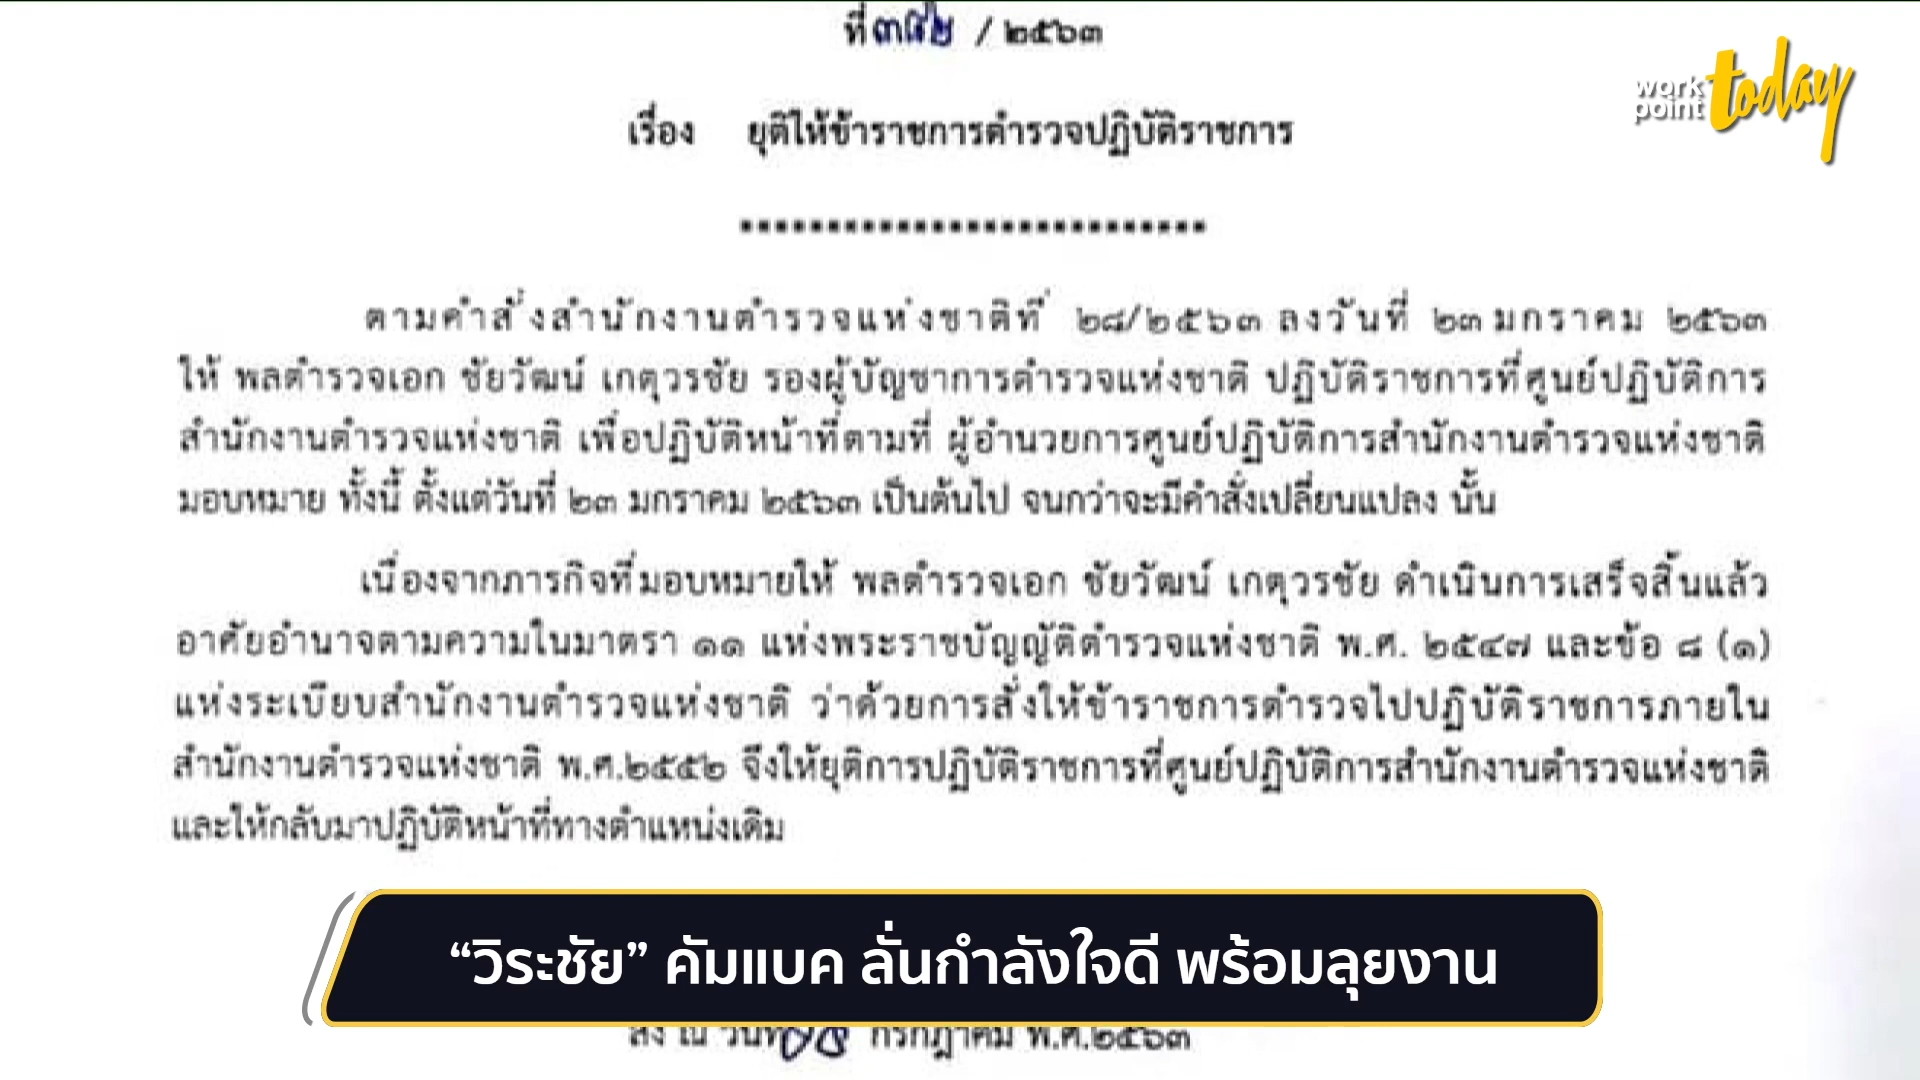 ที่ ๓๘๒ / ๒๕๖๓
work point today
เรื่อง ยุติให้ข้าราชการตำรวจปฏิบัติราชการ
ตามคำสั่งสำนักงานตำรวจแห่งชาติที่ ๒๘/๒๕๖๓ ลงวันที่ ๒๓ มกราคม ๒๕๖๓
ให้ พลตำรวจเอก ชัยวัฒน์ เกตุวรชัย รองผู้บัญชาการตำรวจแห่งชาติ ปฏิบัติราชการที่ศูนย์ปฏิบัติการ
สำนักงานตำรวจแห่งชาติ เพื่อปฏิบัติหน้าที่ตามที่ ผู้อำนวยการศูนย์ปฏิบัติการสำนักงานตำรวจแห่งชาติ
มอบหมาย ทั้งนี้ ตั้งแต่วันที่ ๒๓ มกราคม ๒๕๖๓ เป็นต้นไป จนกว่าจะมีคำสั่งเปลี่ยนแปลง นั้น
เนื่องจากภารกิจที่มอบหมายให้ พลตำรวจเอก ชัยวัฒน์ เกตุวรชัย ดำเนินการเสร็จสิ้นแล้ว
อาศัยอำนาจตามความในมาตรา ๑๑ แห่งพระราชบัญญัติตำรวจแห่งชาติ พ.ศ. ๒๕๔๗ และข้อ ๘ (๑)
แห่งระเบียบสำนักงานตำรวจแห่งชาติ ว่าด้วยการสั่งให้ข้าราชการตำรวจไปปฏิบัติราชการภายใน
สำนักงานตำรวจแห่งชาติ พ.ศ.๒๕๕๒ จึงให้ยุติการปฏิบัติราชการที่ศูนย์ปฏิบัติการสำนักงานตำรวจแห่งชาติ
และให้กลับมาปฏิบัติหน้าที่ทางตำแหน่งเดิม
“วิระชัย” คัมแบค ลั่นกำลังใจดี พร้อมลุยงาน
สั่ง ณ วันที่ กรกฎาคม พ.ศ.๒๕๖๓